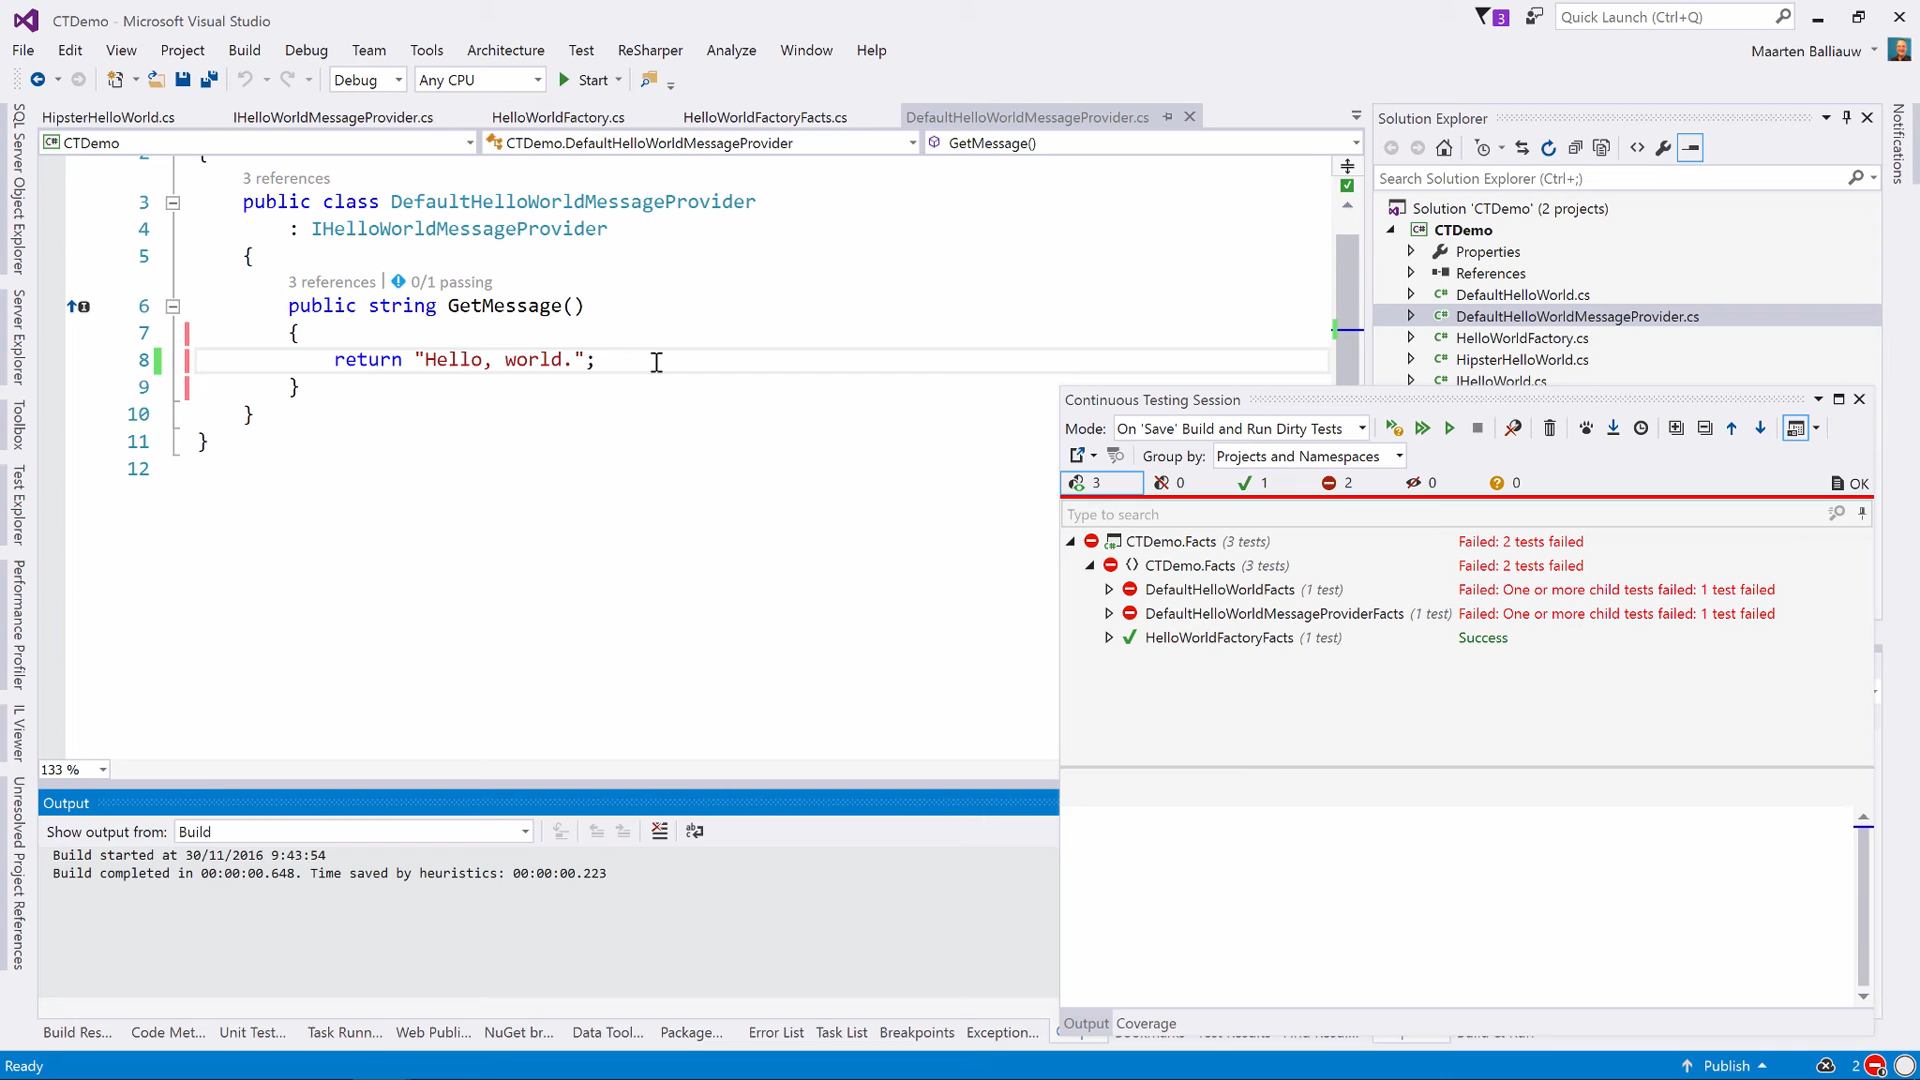 CTDemo - Microsoft Visual Studio
3
Quick Launch (Ctrl+Q)
File Edit View Project Build Debug Team Tools Architecture Test ReSharper Analyze Window Help
Maarten Balliauw
Debug Any CPU Start
HipsterHelloWorld.cs IHelloWorldMessageProvider.cs HelloWorldFactory.cs HelloWorldFactoryFacts.cs DefaultHelloWorldMessageProvider.cs
CTDemo CTDemo.DefaultHelloWorldMessageProvider GetMessage()
2 {
3 references
3 public class DefaultHelloWorldMessageProvider
4 : IHelloWorldMessageProvider
5 {
3 references | 0/1 passing
6 public string GetMessage()
7 {
8 return "Hello, world.";
9 }
10 }
11 }
12
133 %
SQL Server Object Explorer
Server Explorer
Toolbox
Test Explorer
Performance Profiler
IL Viewer
Unresolved Project References
Solution Explorer
Search Solution Explorer (Ctrl+;)
Solution 'CTDemo' (2 projects)
CTDemo
Properties
References
DefaultHelloWorld.cs
DefaultHelloWorldMessageProvider.cs
HelloWorldFactory.cs
HipsterHelloWorld.cs
IHelloWorld.cs
Notifications
Continuous Testing Session
Mode: On 'Save' Build and Run Dirty Tests
Group by: Projects and Namespaces
3 0 1 2 0 0 OK
Type to search
CTDemo.Facts (3 tests) Failed: 2 tests failed
CTDemo.Facts (3 tests) Failed: 2 tests failed
DefaultHelloWorldFacts (1 test) Failed: One or more child tests failed: 1 test failed
DefaultHelloWorldMessageProviderFacts (1 test) Failed: One or more child tests failed: 1 test failed
HelloWorldFactoryFacts (1 test) Success
Output Coverage
Output
Show output from: Build
Build started at 30/11/2016 9:43:54
Build completed in 00:00:00.648. Time saved by heuristics: 00:00:00.223
Build Res... Code Met... Unit Test... Task Runn... Web Publi... NuGet br... Data Tool... Package... Error List Task List Breakpoints Exception...
Ready
Publish
2